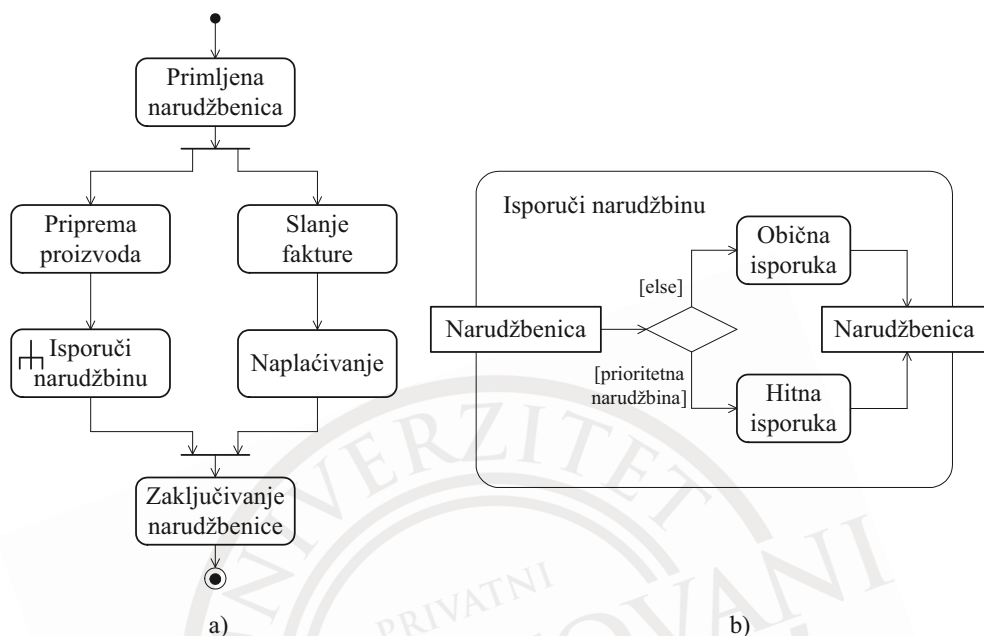 Primljena
narudžbenica
Priprema
proizvoda
Slanje
fakture
Isporuči
narudžbinu
Naplaćivanje
Zaključivanje
narudžbenice
a)
Isporuči narudžbinu
Obična
isporuka
[else]
Narudžbenica
Narudžbenica
[prioritetna
narudžbina]
Hitna
isporuka
b)
UNIVERZITET
PRIVATNI